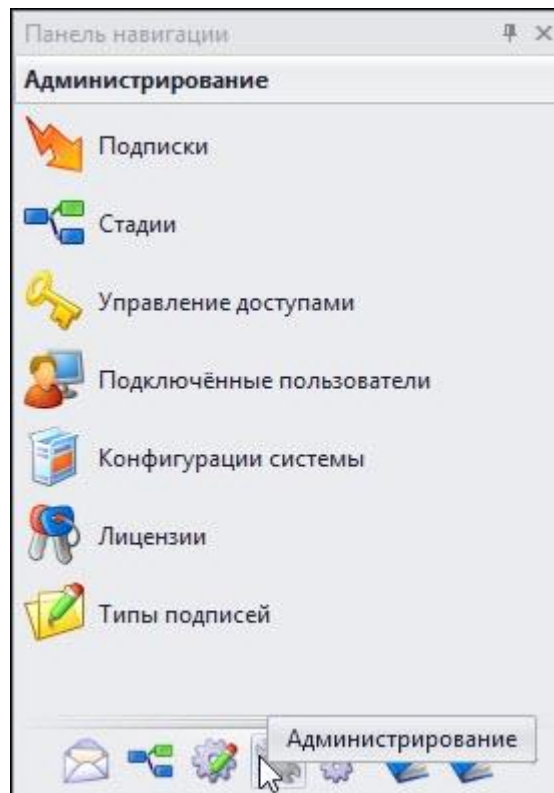 Панель навигации
Администрирование
Подписки
Стадии
Управление доступами
Подключённые пользователи
Конфигурации системы
Лицензии
Типы подписей
Администрирование